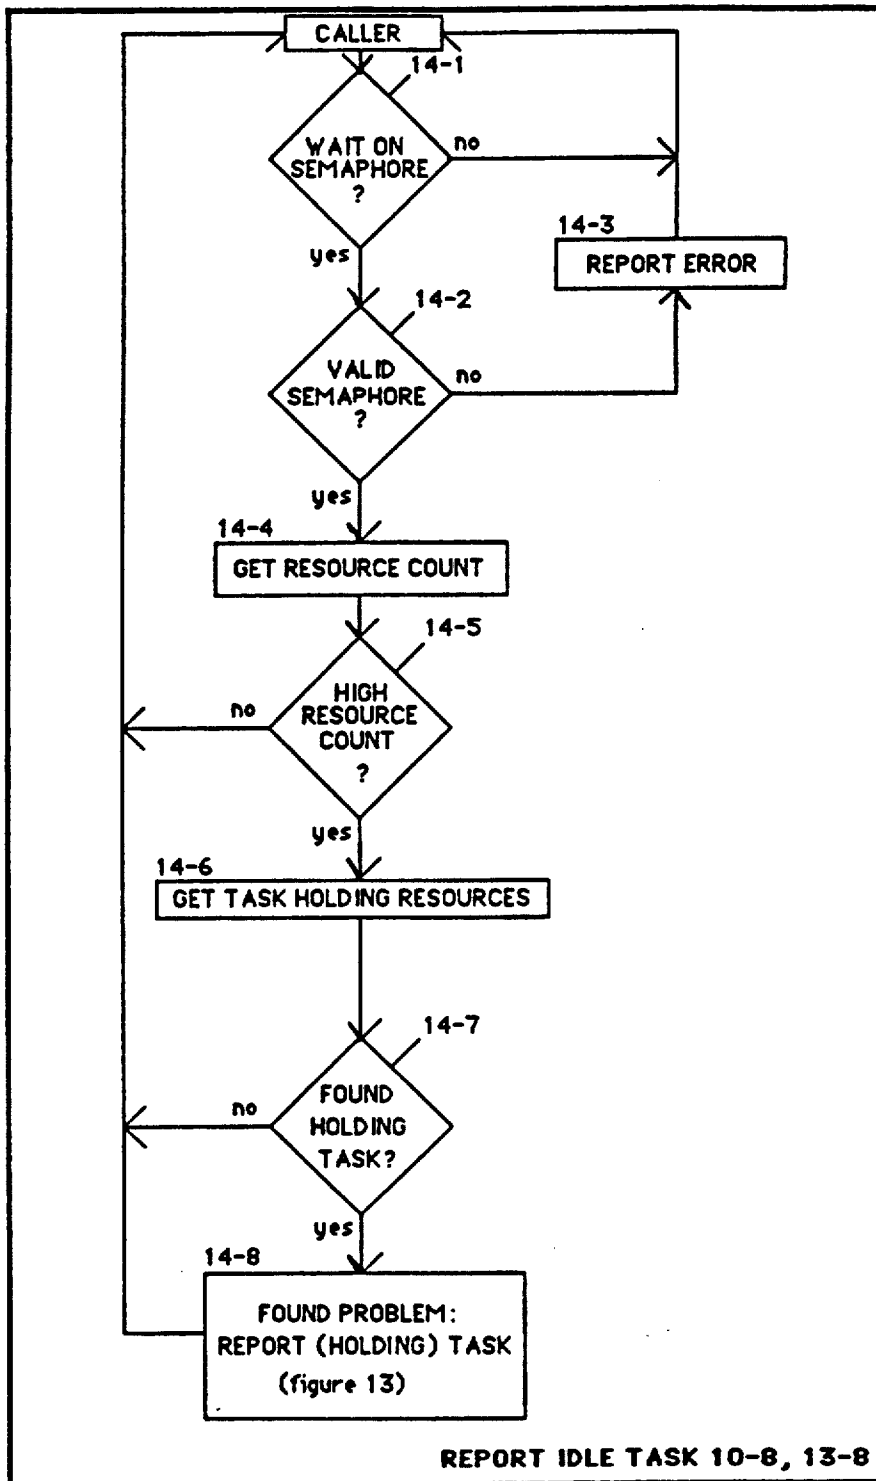 CALLER
14-1
WAIT ON
SEMAPHORE
?
no
yes
14-3
REPORT ERROR
14-2
VALID
SEMAPHORE
?
no
yes
14-4
GET RESOURCE COUNT
14-5
HIGH
RESOURCE
COUNT
?
no
yes
14-6
GET TASK HOLDING RESOURCES
14-7
FOUND
HOLDING
TASK?
no
yes
14-8
FOUND PROBLEM:
REPORT (HOLDING) TASK
(figure 13)
REPORT IDLE TASK 10-8, 13-8